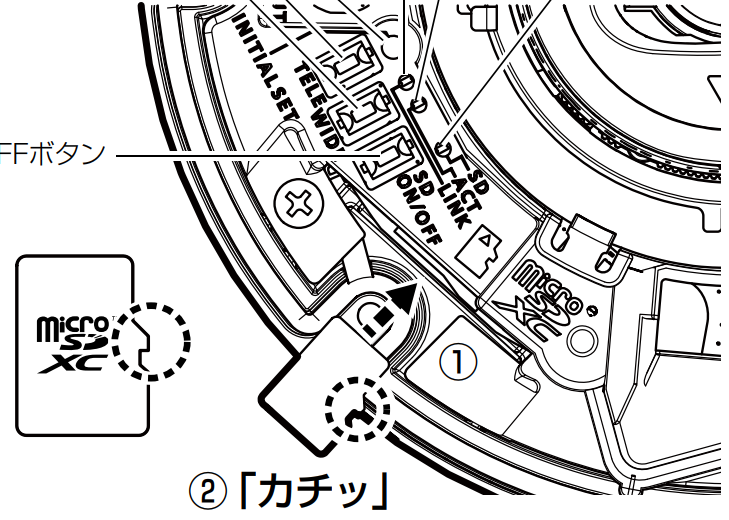 INITIAL SET
TELE WID
FFボタン
SD
ON/OFF
SD
ACT
LINK
micro
SD
XC
micro
SD
XC
①
②「カチッ」